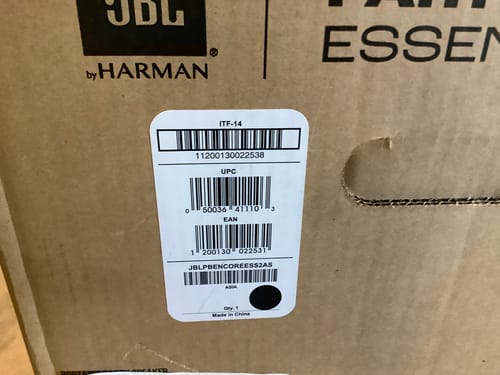 JBL
by HARMAN®
ESSEN
ITF-14
11200130022538
UPC
0 50036 41110 3
EAN
1 200130 022531
JBLPBENCOREESS2AS
ASIA
Qty. 1
Made in China